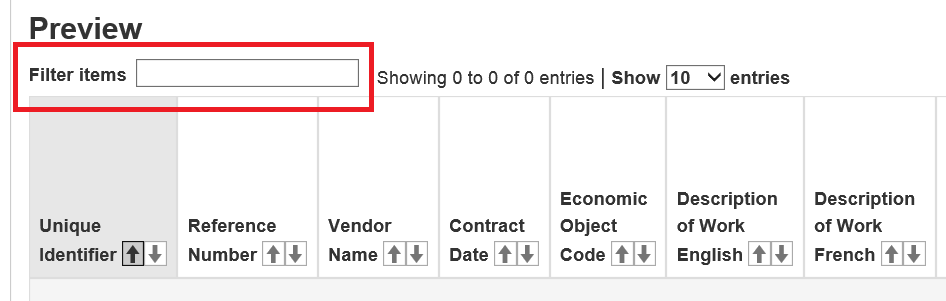 Preview
Filter items Showing 0 to 0 of 0 entries | Show 10 entries
Unique
Identifier
Reference
Number
Vendor
Name
Contract
Date
Economic
Object
Code
Description
of Work
English
Description
of Work
French